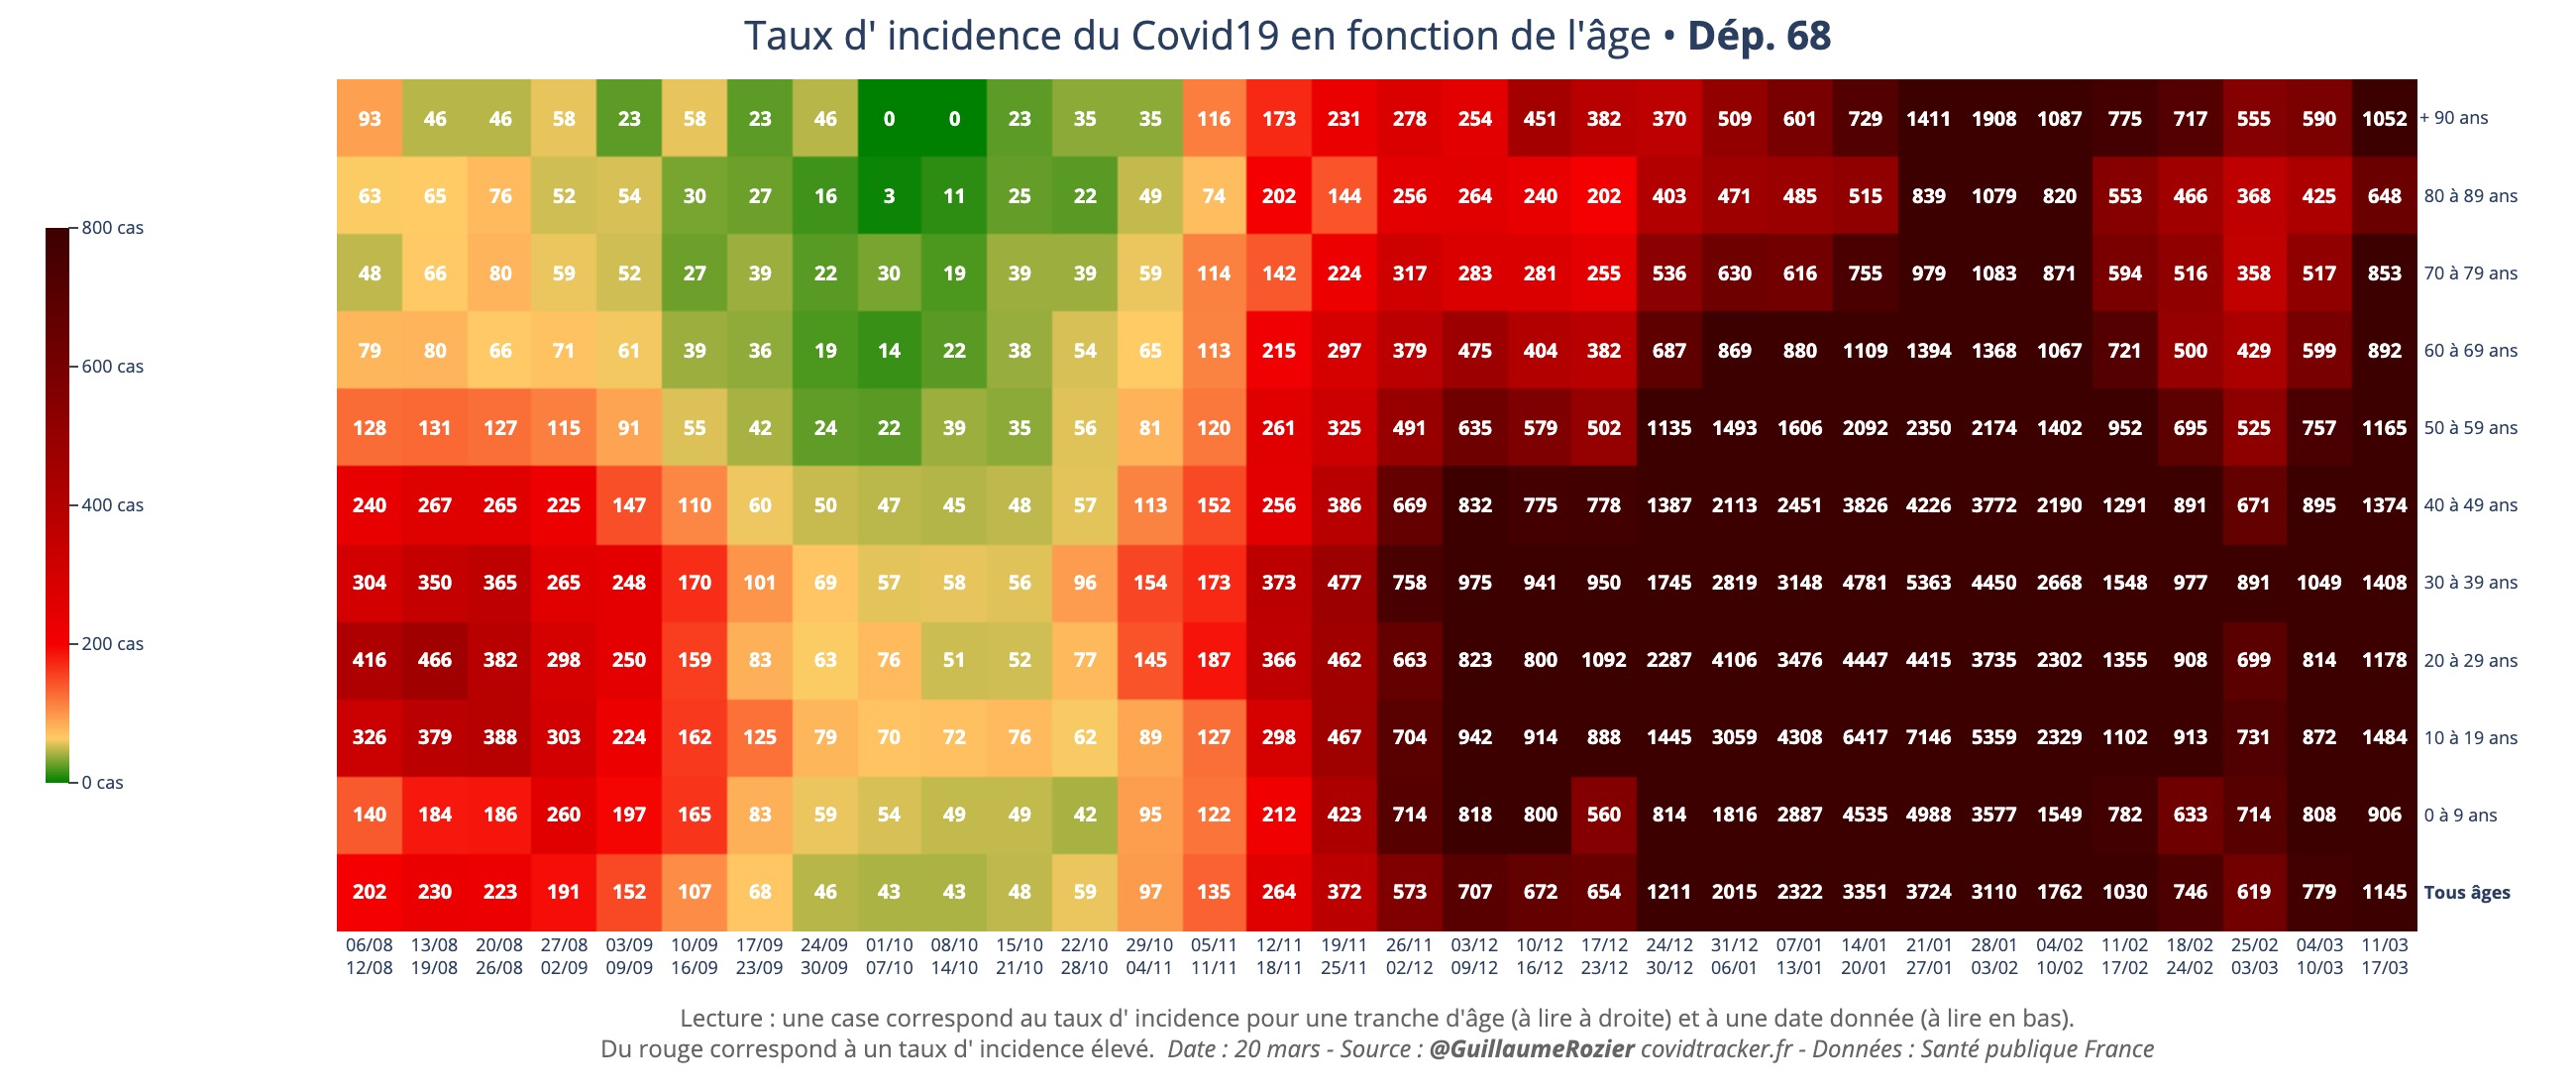 Taux d' incidence du Covid19 en fonction de l'âge • Dép. 68
800 cas
600 cas
400 cas
200 cas
0 cas
93 46 46 58 23 58 23 46 0 0 23 35 35 116 173 231 278 254 451 382 370 509 601 729 1411 1908 1087 775 717 555 590 1052 + 90 ans
63 65 76 52 54 30 27 16 3 11 25 22 49 74 202 144 256 264 240 202 403 471 485 515 839 1079 820 553 466 368 425 648 80 à 89 ans
48 66 80 59 52 27 39 22 30 19 39 39 59 114 142 224 317 283 281 255 536 630 616 755 979 1083 871 594 516 358 517 853 70 à 79 ans
79 80 66 71 61 39 36 19 14 22 38 54 65 113 215 297 379 475 404 382 687 869 880 1109 1394 1368 1067 721 500 429 599 892 60 à 69 ans
128 131 127 115 91 55 42 24 22 39 35 56 81 120 261 325 491 635 579 502 1135 1493 1606 2092 2350 2174 1402 952 695 525 757 1165 50 à 59 ans
240 267 265 225 147 110 60 50 47 45 48 57 113 152 256 386 669 832 775 778 1387 2113 2451 3826 4226 3772 2190 1291 891 671 895 1374 40 à 49 ans
304 350 365 265 248 170 101 69 57 58 56 96 154 173 373 477 758 975 941 950 1745 2819 3148 4781 5363 4450 2668 1548 977 891 1049 1408 30 à 39 ans
416 466 382 298 250 159 83 63 76 51 52 77 145 187 366 462 663 823 800 1092 2287 4106 3476 4447 4415 3735 2302 1355 908 699 814 1178 20 à 29 ans
326 379 388 303 224 162 125 79 70 72 76 62 89 127 298 467 704 942 914 888 1445 3059 4308 6417 7146 5359 2329 1102 913 731 872 1484 10 à 19 ans
140 184 186 260 197 165 83 59 54 49 49 42 95 122 212 423 714 818 800 560 814 1816 2887 4535 4988 3577 1549 782 633 714 808 906 0 à 9 ans
202 230 223 191 152 107 68 46 43 43 48 59 97 135 264 372 573 707 672 654 1211 2015 2322 3351 3724 3110 1762 1030 746 619 779 1145 Tous âges
06/08 13/08 20/08 27/08 03/09 10/09 17/09 24/09 01/10 08/10 15/10 22/10 29/10 05/11 12/11 19/11 26/11 03/12 10/12 17/12 24/12 31/12 07/01 14/01 21/01 28/01 04/02 11/02 18/02 25/02 04/03 11/03
12/08 19/08 26/08 02/09 09/09 16/09 23/09 30/09 07/10 14/10 21/10 28/10 04/11 11/11 18/11 25/11 02/12 09/12 16/12 23/12 30/12 06/01 13/01 20/01 27/01 03/02 10/02 17/02 24/02 03/03 10/03 17/03
Lecture : une case correspond au taux d' incidence pour une tranche d'âge (à lire à droite) et à une date donnée (à lire en bas).
Du rouge correspond à un taux d' incidence élevé. Date : 20 mars - Source : @GuillaumeRozier covidtracker.fr - Données : Santé publique France